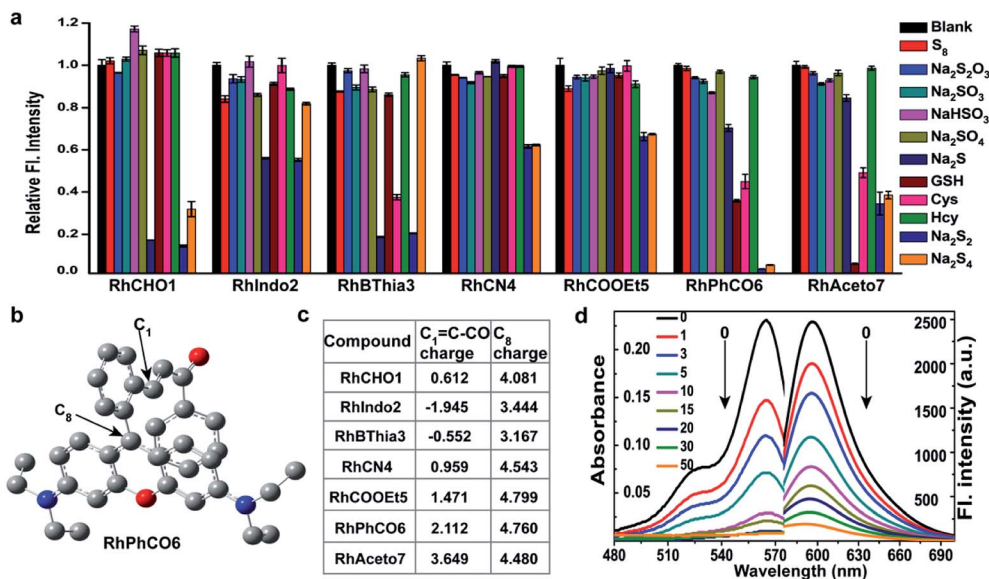 a
Relative Fl. Intensity
1.2
1.0
0.8
0.6
0.4
0.2
0.0
RhCHO1 RhIndo2 RhBThia3 RhCN4 RhCOOEt5 RhPhCO6 RhAceto7
Blank
S8
Na2S2O3
Na2SO3
NaHSO3
Na2SO4
Na2S
GSH
Cys
Hcy
Na2S2
Na2S4
b
C1
C8
RhPhCO6
c
Compound C1=C-CO charge C8 charge
RhCHO1 0.612 4.081
RhIndo2 -1.945 3.444
RhBThia3 -0.552 3.167
RhCN4 0.959 4.543
RhCOOEt5 1.471 4.799
RhPhCO6 2.112 4.760
RhAceto7 3.649 4.480
d
Absorbance
0.20
0.15
0.10
0.05
0
1
3
5
10
15
20
30
50
0
0
2500
2000
1500
1000
500
Fl. intensity (a.u.)
480 540 600 660 690
Wavelength (nm)